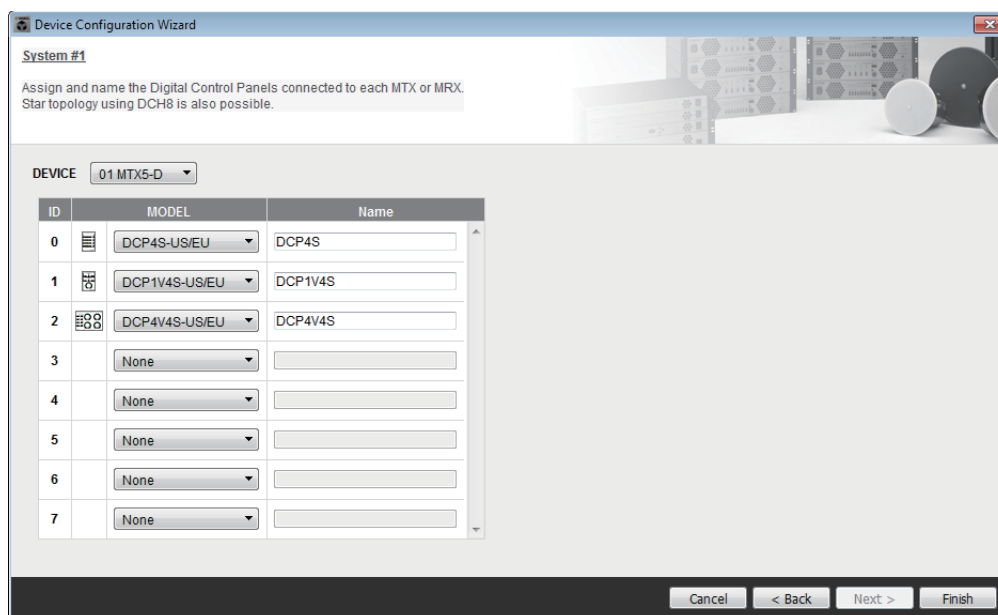 Device Configuration Wizard
System #1
Assign and name the Digital Control Panels connected to each MTX or MRX.
Star topology using DCH8 is also possible.
DEVICE 01 MTX5-D
ID MODEL Name
0 DCP4S-US/EU DCP4S
1 DCP1V4S-US/EU DCP1V4S
2 DCP4V4S-US/EU DCP4V4S
3 None
4 None
5 None
6 None
7 None
Cancel < Back Next > Finish